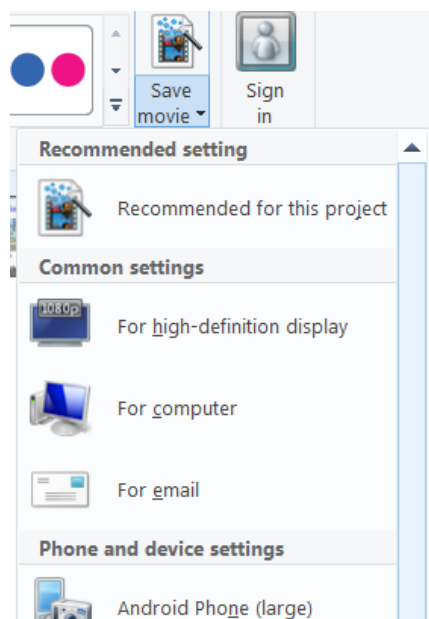 Save
movie
Sign
in
Recommended setting
Recommended for this project
Common settings
1080p
For high-definition display
For computer
For email
Phone and device settings
Android Phone (large)